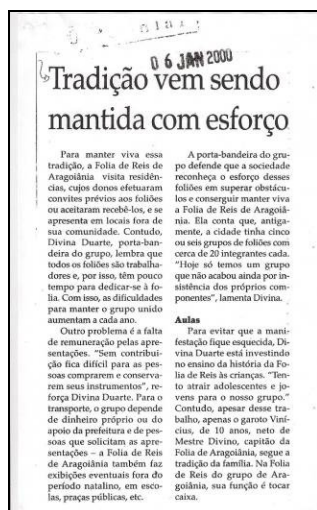 06 JAN 2000
Tradição vem sendo
mantida com esforço
Para manter viva essa
tradição, a Folia de Reis de
Aragoiânia visita residên-
cias, cujos donos efetuaram
convites prévios aos foliões
ou aceitaram recebê-los, e se
apresenta em locais fora de
sua comunidade. Contudo,
Divina Duarte, porta-ban-
deira do grupo, lembra que
todos os foliões são trabalha-
dores e, por isso, têm pouco
tempo para dedicar-se à fo-
lia. Com isso, as dificuldades
para manter o grupo unido
aumentam a cada ano.
Outro problema é a falta
de remuneração pelas apre-
sentações. "Sem contribui-
ção fica difícil para as pes-
soas comprarem e conserva-
rem seus instrumentos", re-
força Divina Duarte. Para o
transporte, o grupo depende
de dinheiro próprio ou do
apoio da prefeitura e de pes-
soas que solicitam as apre-
sentações – a Folia de Reis
de Aragoiânia também faz
exibições eventuais fora do
período natalino, em esco-
las, praças públicas, etc.
A porta-bandeira do gru-
po defende que a sociedade
reconheça o esforço desses
foliões em superar obstácu-
los e conseguir manter viva
a Folia de Reis de Aragoiâ-
nia. Ela conta que, antiga-
mente, a cidade tinha cinco
ou seis grupos de foliões com
cerca de 20 integrantes cada.
"Hoje só temos um grupo
que não acabou ainda por in-
sistência dos próprios com-
ponentes", lamenta Divina.
Aulas
Para evitar que a mani-
festação fique esquecida, Di-
vina Duarte está investindo
no ensino da história da Fo-
lia de Reis às crianças. "Ten-
to atrair adolescentes e jo-
vens para o nosso grupo."
Contudo, apesar desse tra-
balho, apenas o garoto Viní-
cius, de 10 anos, neto de
Mestre Divino, capitão da
Folia de Aragoiânia, segue a
tradição da família. Na Folia
de Reis do grupo de Ara-
goiânia, sua função é tocar
caixa.